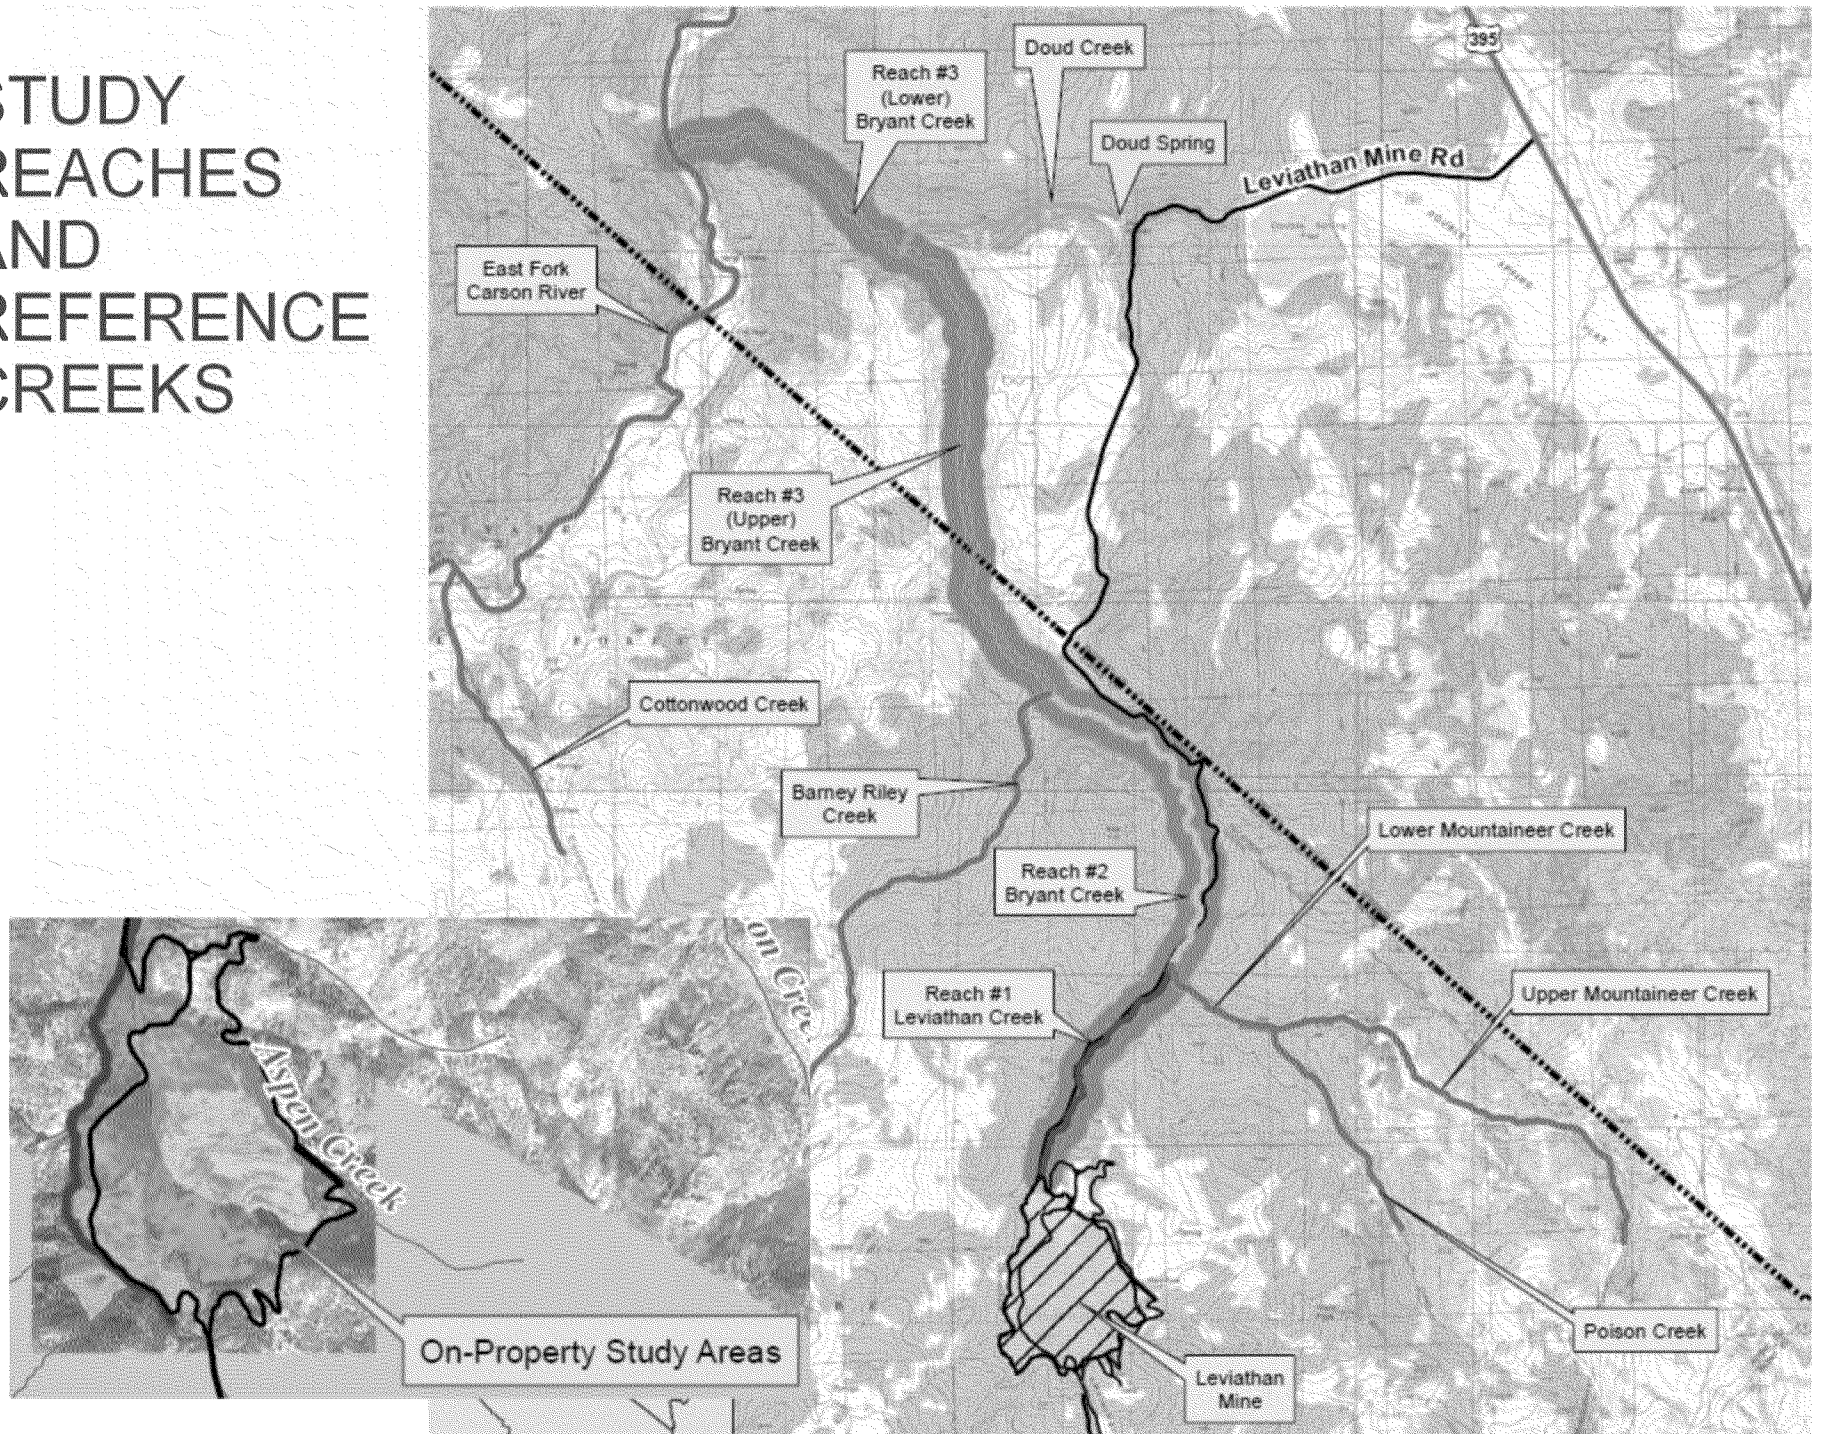 STUDY
REACHES
AND
REFERENCE
CREEKS
395
Doud Creek
Reach #3
(Lower)
Bryant Creek
Doud Spring
Leviathan Mine Rd
East Fork
Carson River
Reach #3
(Upper)
Bryant Creek
Cottonwood Creek
Barney Riley
Creek
Lower Mountaineer Creek
Reach #2
Bryant Creek
Reach #1
Leviathan Creek
Upper Mountaineer Creek
on Cree
Aspen Creek
Poison Creek
On-Property Study Areas
Leviathan
Mine